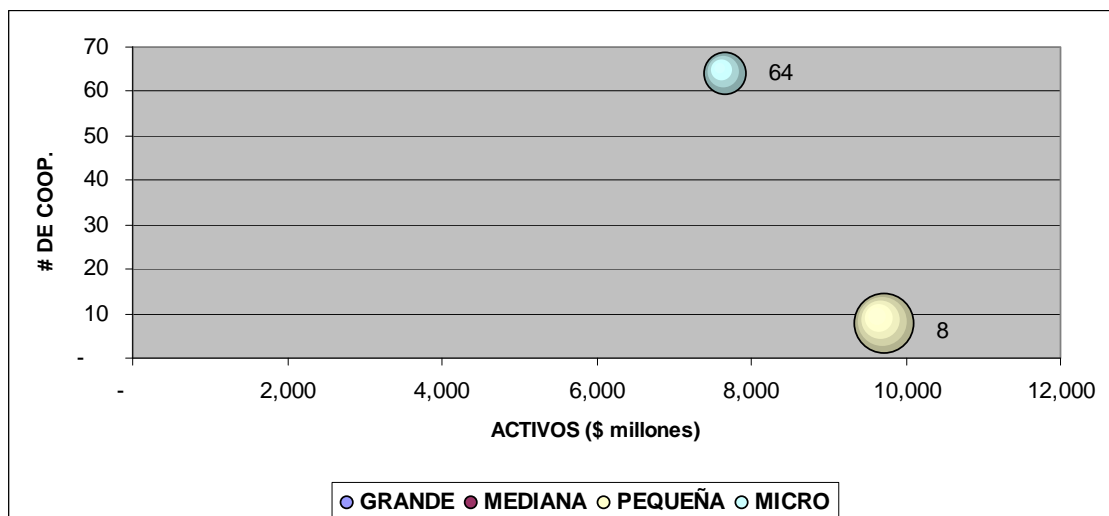 70
60
50
40
30
20
10
-
# DE COOP.
64
8
- 2,000 4,000 6,000 8,000 10,000 12,000
ACTIVOS ($ millones)
GRANDE MEDIANA PEQUEÑA MICRO